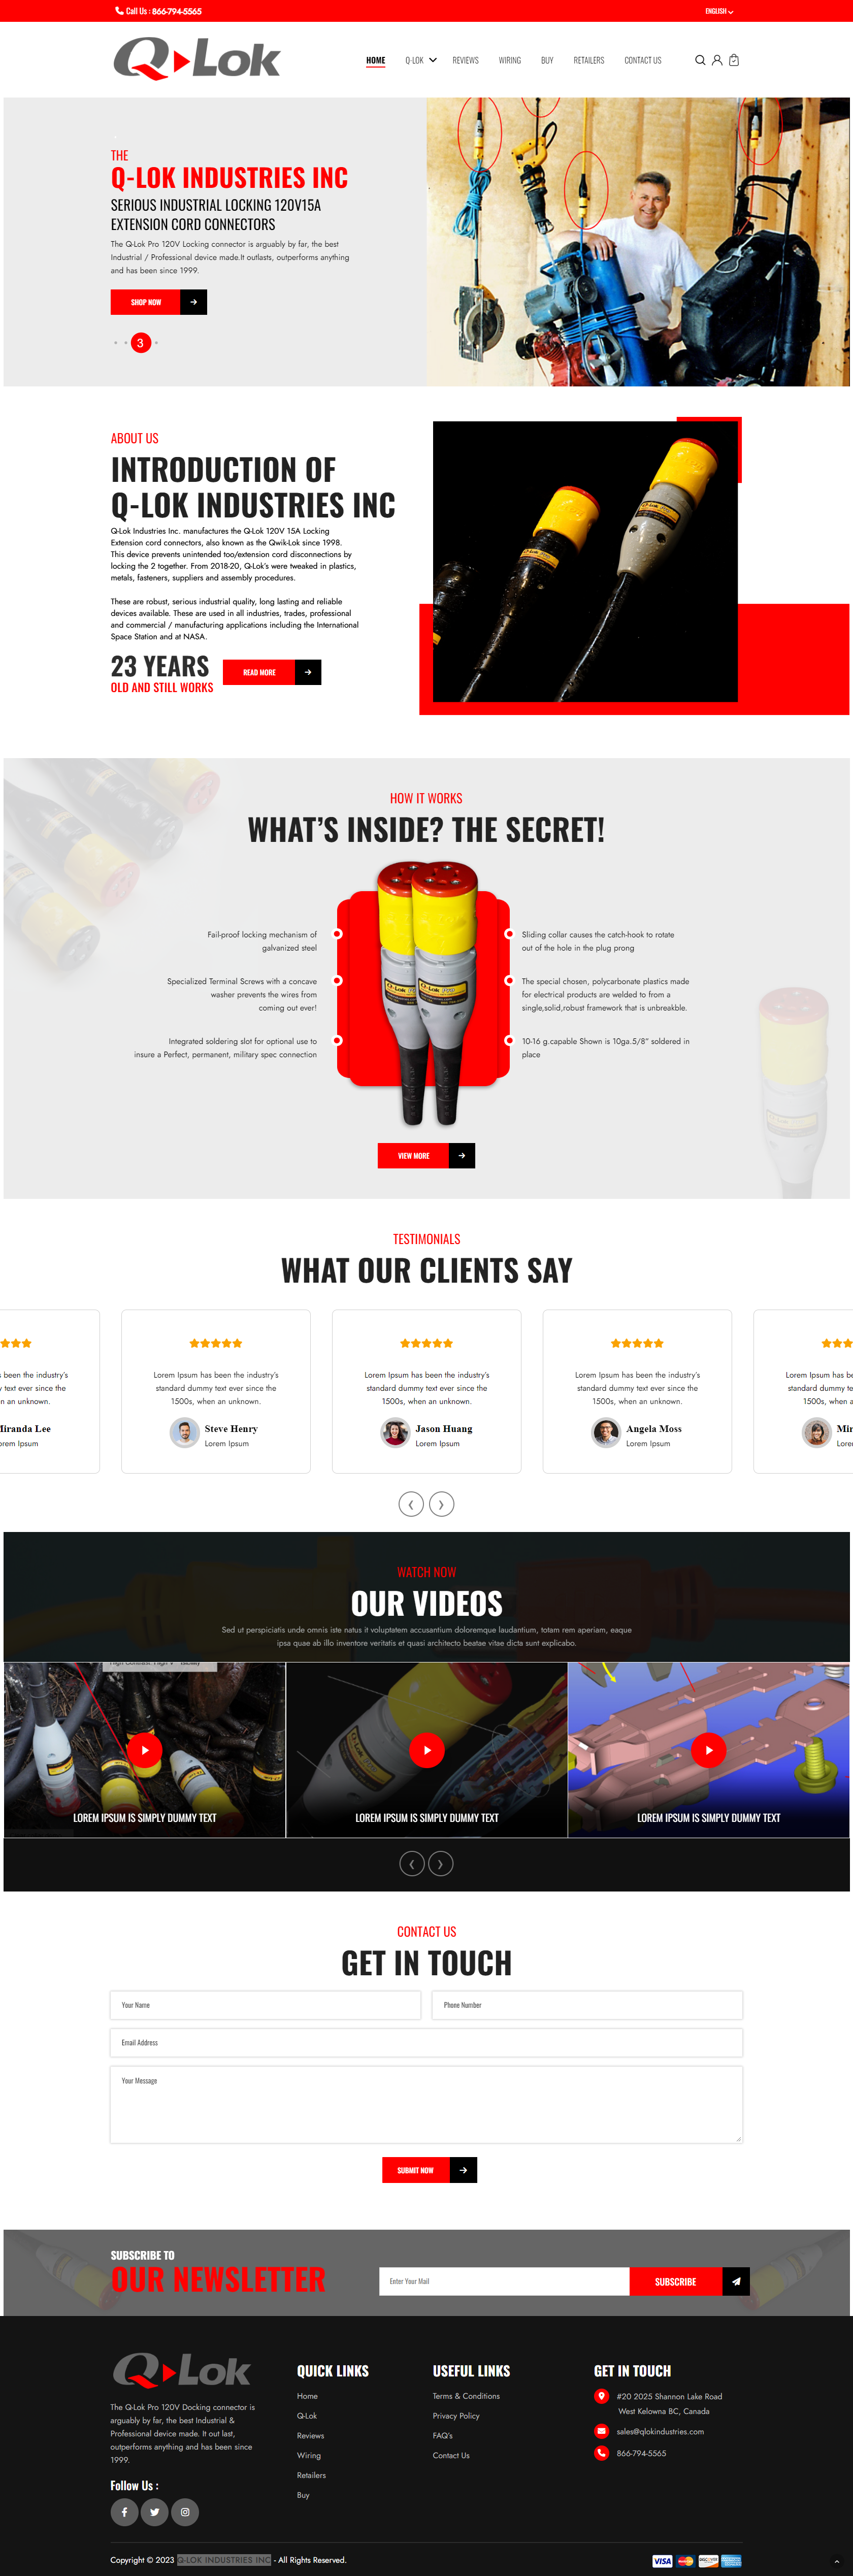 Call Us : 866-794-5565
ENGLISH
Q-Lok
HOME
Q-LOK
REVIEWS
WIRING
BUY
RETAILERS
CONTACT US
THE
Q-LOK INDUSTRIES INC
SERIOUS INDUSTRIAL LOCKING 120V15A
EXTENSION CORD CONNECTORS
The Q-Lok Pro 120V Locking connector is arguably by far, the best
Industrial / Professional device made.It outlasts, outperforms anything
and has been since 1999.
SHOP NOW
3
ABOUT US
INTRODUCTION OF
Q-LOK INDUSTRIES INC
Q-Lok Industries Inc. manufactures the Q-Lok 120V 15A Locking
Extension cord connectors, also known as the Qwik-Lok since 1998.
This device prevents unintended too/extension cord disconnections by
locking the 2 together. From 2018-20, Q-Lok's were tweaked in plastics,
metals, fasteners, suppliers and assembly procedures.
These are robust, serious industrial quality, long lasting and reliable
devices available. These are used in all industries, trades, professional
and commercial / manufacturing applications including the International
Space Station and at NASA.
23 YEARS
OLD AND STILL WORKS
READ MORE
HOW IT WORKS
WHAT'S INSIDE? THE SECRET!
Fail-proof locking mechanism of
galvanized steel
Specialized Terminal Screws with a concave
washer prevents the wires from
coming out ever!
Integrated soldering slot for optional use to
insure a Perfect, permanent, military spec connection
Q-Lok PRO
Q-Lok PRO
Sliding collar causes the catch-hook to rotate
out of the hole in the plug prong
The special chosen, polycarbonate plastics made
for electrical products are welded to from a
single,solid,robust framework that is unbreakble.
10-16 g.capable Shown is 10ga.5/8" soldered in
place
VIEW MORE
TESTIMONIALS
WHAT OUR CLIENTS SAY
been the industry's
text ever since the
an unknown.
Miranda Lee
Lorem Ipsum
Lorem Ipsum has been the industry's
standard dummy text ever since the
1500s, when an unknown.
Steve Henry
Lorem Ipsum
Lorem Ipsum has been the industry's
standard dummy text ever since the
1500s, when an unknown.
Jason Huang
Lorem Ipsum
Lorem Ipsum has been the industry's
standard dummy text ever since the
1500s, when an unknown.
Angela Moss
Lorem Ipsum
Lorem Ipsum has be
standard dummy te
1500s, when a
Mir
Lore
WATCH NOW
OUR VIDEOS
Sed ut perspiciatis unde omnis iste natus it voluptatem accusantium doloremque laudantium, totam rem aperiam, eaque
ipsa quae ab illo inventore veritatis et quasi architecto beatae vitae dicta sunt explicabo.
LOREM IPSUM IS SIMPLY DUMMY TEXT
LOREM IPSUM IS SIMPLY DUMMY TEXT
LOREM IPSUM IS SIMPLY DUMMY TEXT
CONTACT US
GET IN TOUCH
Your Name
Phone Number
Email Address
Your Message
SUBMIT NOW
SUBSCRIBE TO
OUR NEWSLETTER
Enter Your Mail
SUBSCRIBE
Q-Lok
The Q-Lok Pro 120V Docking connector is
arguably by far, the best Industrial &
Professional device made. It out last,
outperforms anything and has been since
1999.
Follow Us :
QUICK LINKS
Home
Q-Lok
Reviews
Wiring
Retailers
Buy
USEFUL LINKS
Terms & Conditions
Privacy Policy
FAQ's
Contact Us
GET IN TOUCH
#20 2025 Shannon Lake Road
West Kelowna BC, Canada
sales@qlokindustries.com
866-794-5565
Copyright © 2023 Q-LOK INDUSTRIES INC - All Rights Reserved.
VISA
MasterCard
DISCOVER